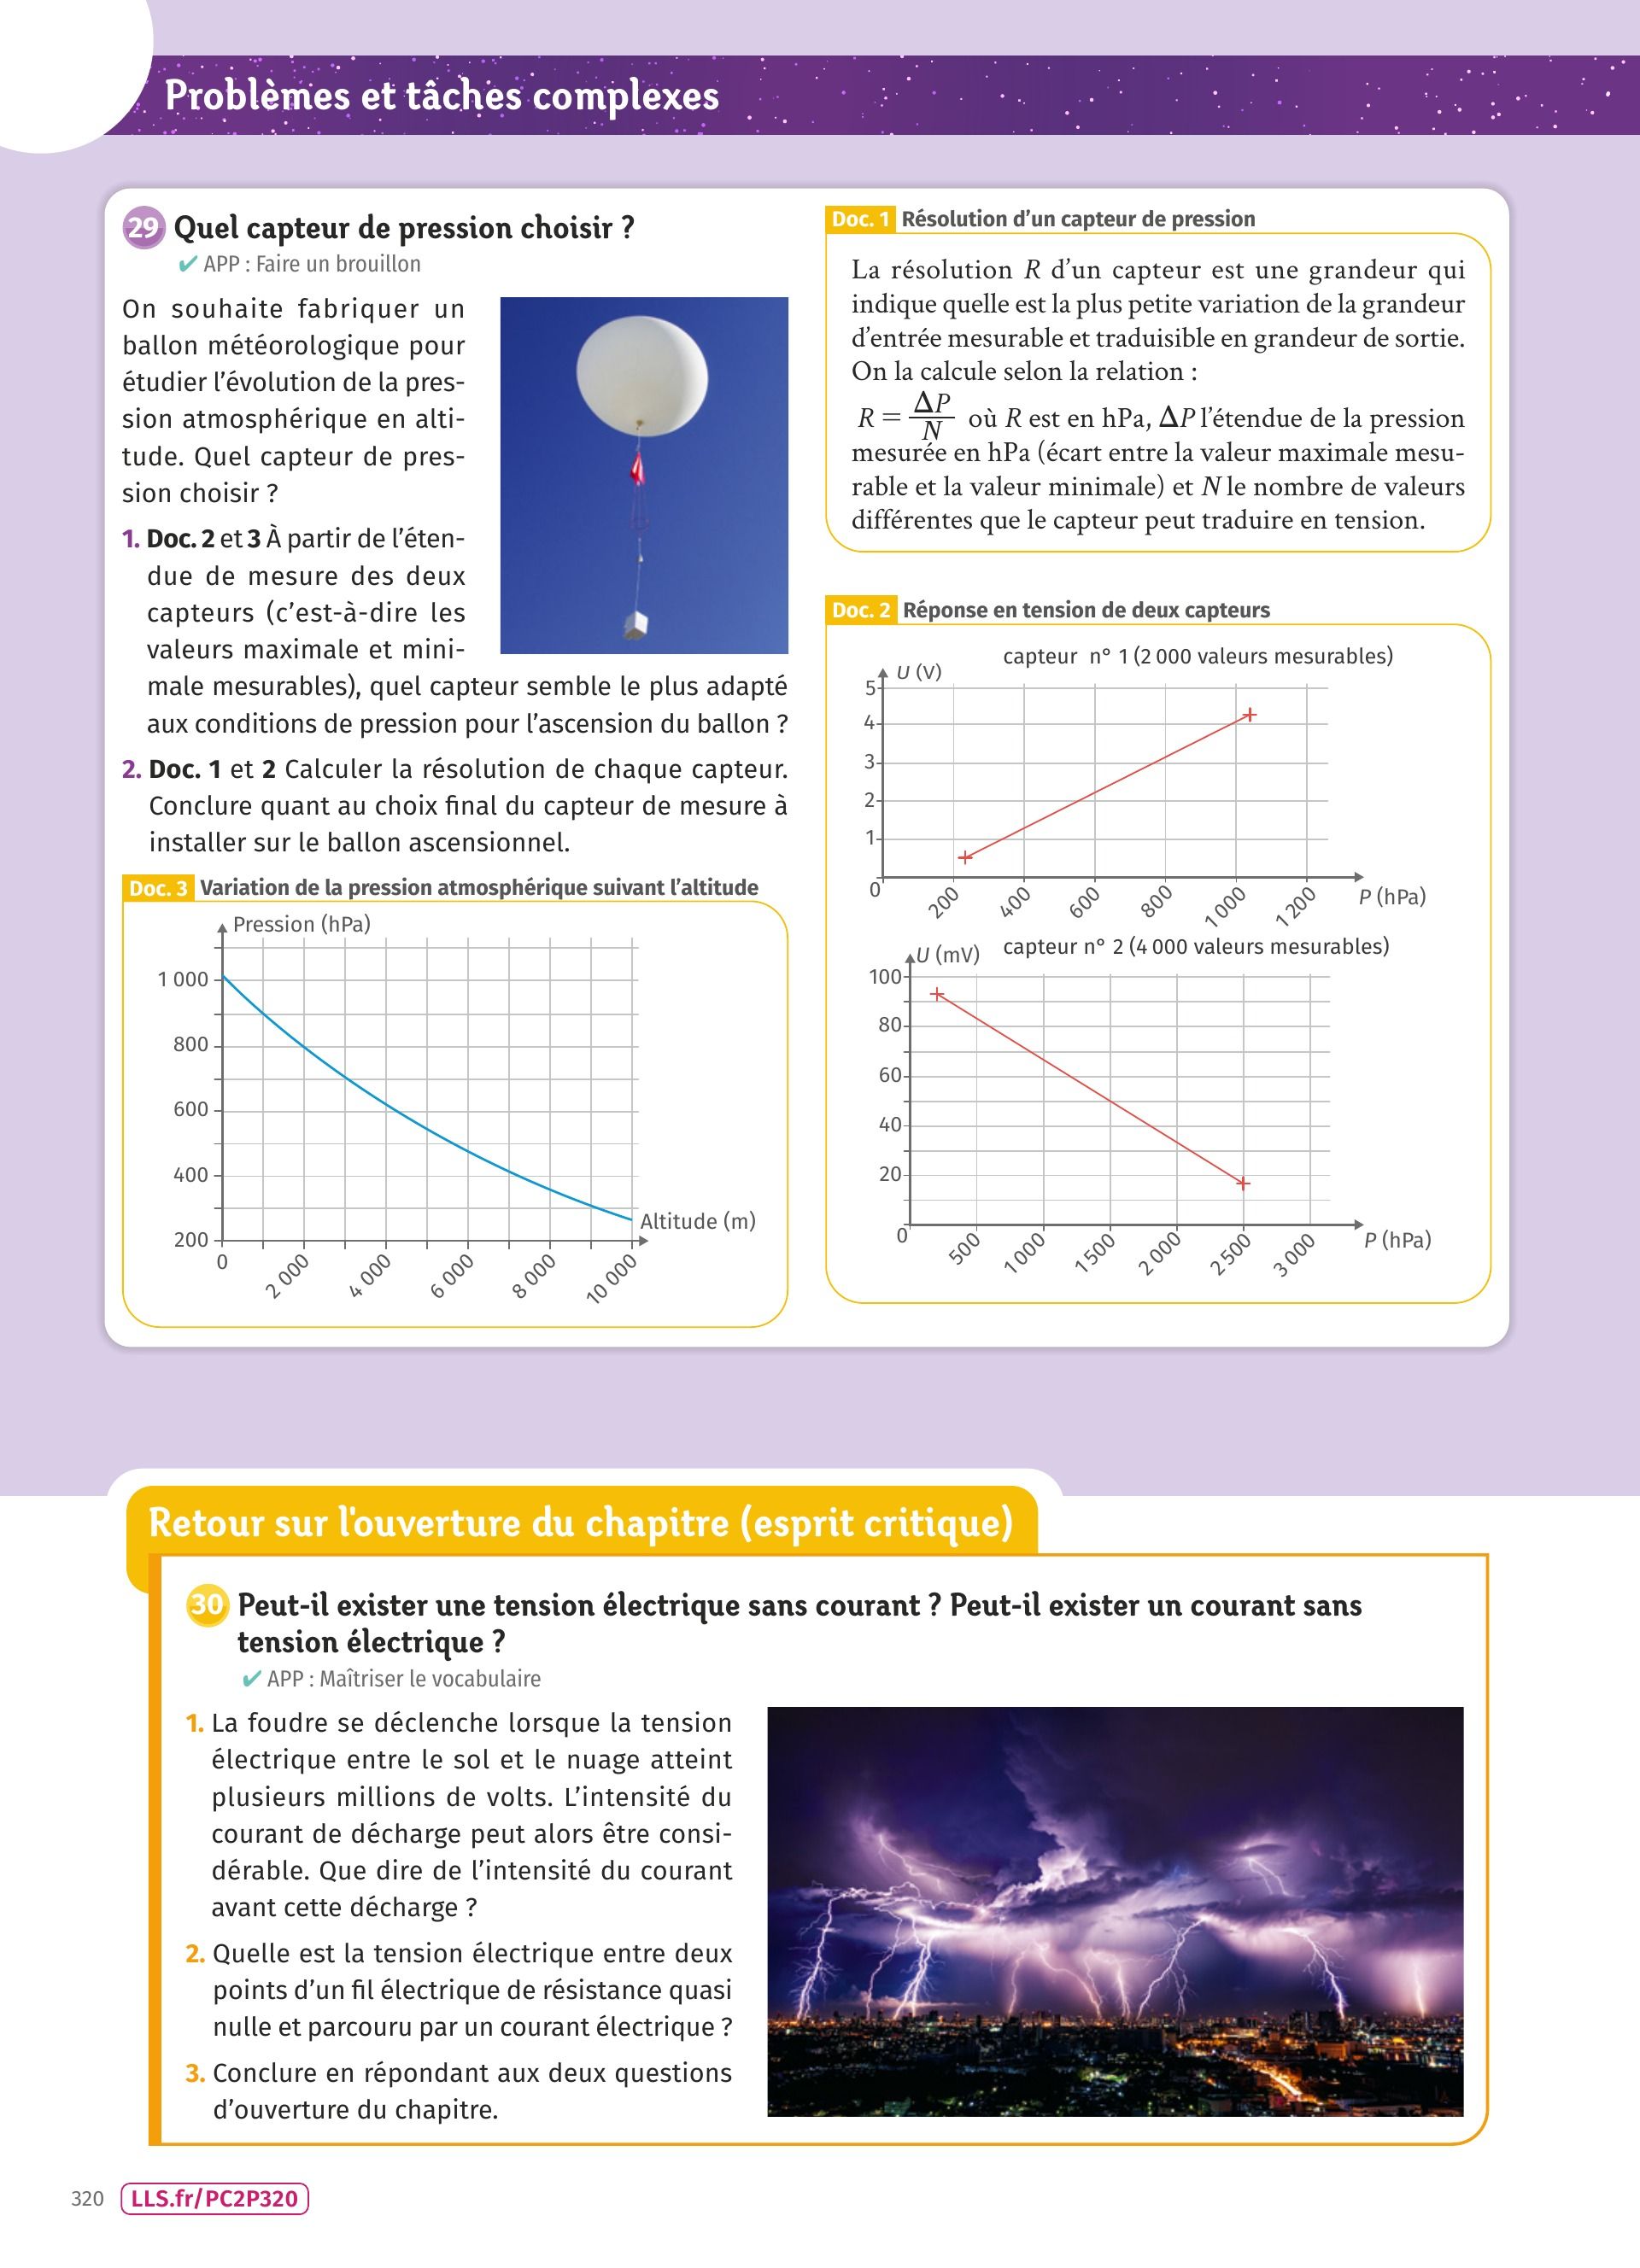 Problèmes et tâches complexes
29 Quel capteur de pression choisir ?
✔ APP : Faire un brouillon
On souhaite fabriquer un
ballon météorologique pour
étudier l’évolution de la pres-
sion atmosphérique en alti-
tude. Quel capteur de pres-
sion choisir ?
1. Doc. 2 et 3 À partir de l’éten-
due de mesure des deux
capteurs (c’est-à-dire les
valeurs maximale et mini-
male mesurables), quel capteur semble le plus adapté
aux conditions de pression pour l’ascension du ballon ?
2. Doc. 1 et 2 Calculer la résolution de chaque capteur.
Conclure quant au choix final du capteur de mesure à
installer sur le ballon ascensionnel.
Doc. 3 Variation de la pression atmosphérique suivant l’altitude
Pression (hPa)
1 000
800
600
400
200
Altitude (m)
0 2 000 4 000 6 000 8 000 10 000
Doc. 1 Résolution d’un capteur de pression
La résolution R d’un capteur est une grandeur qui
indique quelle est la plus petite variation de la grandeur
d’entrée mesurable et traduisible en grandeur de sortie.
On la calcule selon la relation :
R = ΔP/N où R est en hPa, ΔP l’étendue de la pression
mesurée en hPa (écart entre la valeur maximale mesu-
rable et la valeur minimale) et N le nombre de valeurs
différentes que le capteur peut traduire en tension.
Doc. 2 Réponse en tension de deux capteurs
capteur n° 1 (2 000 valeurs mesurables)
U (V)
5
4
3
2
1
0 200 400 600 800 1 000 1 200 P (hPa)
capteur n° 2 (4 000 valeurs mesurables)
U (mV)
100
80
60
40
20
0 500 1 000 1 500 2 000 2 500 3 000 P (hPa)
Retour sur l'ouverture du chapitre (esprit critique)
30 Peut-il exister une tension électrique sans courant ? Peut-il exister un courant sans
tension électrique ?
✔ APP : Maîtriser le vocabulaire
1. La foudre se déclenche lorsque la tension
électrique entre le sol et le nuage atteint
plusieurs millions de volts. L’intensité du
courant de décharge peut alors être consi-
dérable. Que dire de l’intensité du courant
avant cette décharge ?
2. Quelle est la tension électrique entre deux
points d’un fil électrique de résistance quasi
nulle et parcouru par un courant électrique ?
3. Conclure en répondant aux deux questions
d’ouverture du chapitre.
320 LLS.fr/PC2P320